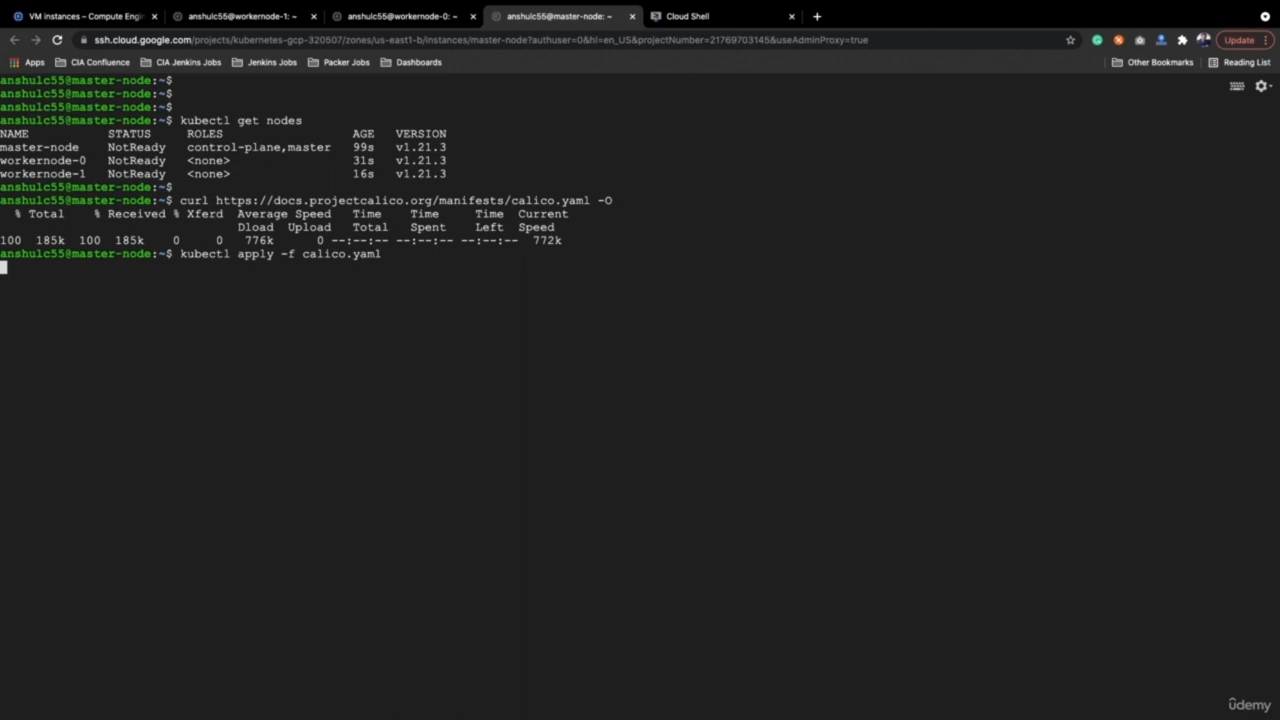 VM instances – Compute Engin
anshulc55@workernode-1: ~
anshulc55@workernode-0: ~
anshulc55@master-node: ~
Cloud Shell
ssh.cloud.google.com/projects/kubernetes-gcp-320507/zones/us-east1-b/instances/master-node?authuser=0&hl=en_US&projectNumber=21769703145&useAdminProxy=true
Update
Apps CIA Confluence CIA Jenkins Jobs Jenkins Jobs Packer Jobs Dashboards Other Bookmarks Reading List
anshulc55@master-node:~$
anshulc55@master-node:~$
anshulc55@master-node:~$
anshulc55@master-node:~$ kubectl get nodes
NAME STATUS ROLES AGE VERSION
master-node NotReady control-plane,master 99s v1.21.3
workernode-0 NotReady <none> 31s v1.21.3
workernode-1 NotReady <none> 16s v1.21.3
anshulc55@master-node:~$
anshulc55@master-node:~$ curl https://docs.projectcalico.org/manifests/calico.yaml -O
% Total % Received % Xferd Average Speed Time Time Time Current
Dload Upload Total Spent Left Speed
100 185k 100 185k 0 0 776k 0 --:--:-- --:--:-- --:--:-- 772k
anshulc55@master-node:~$ kubectl apply -f calico.yaml
ûdemy